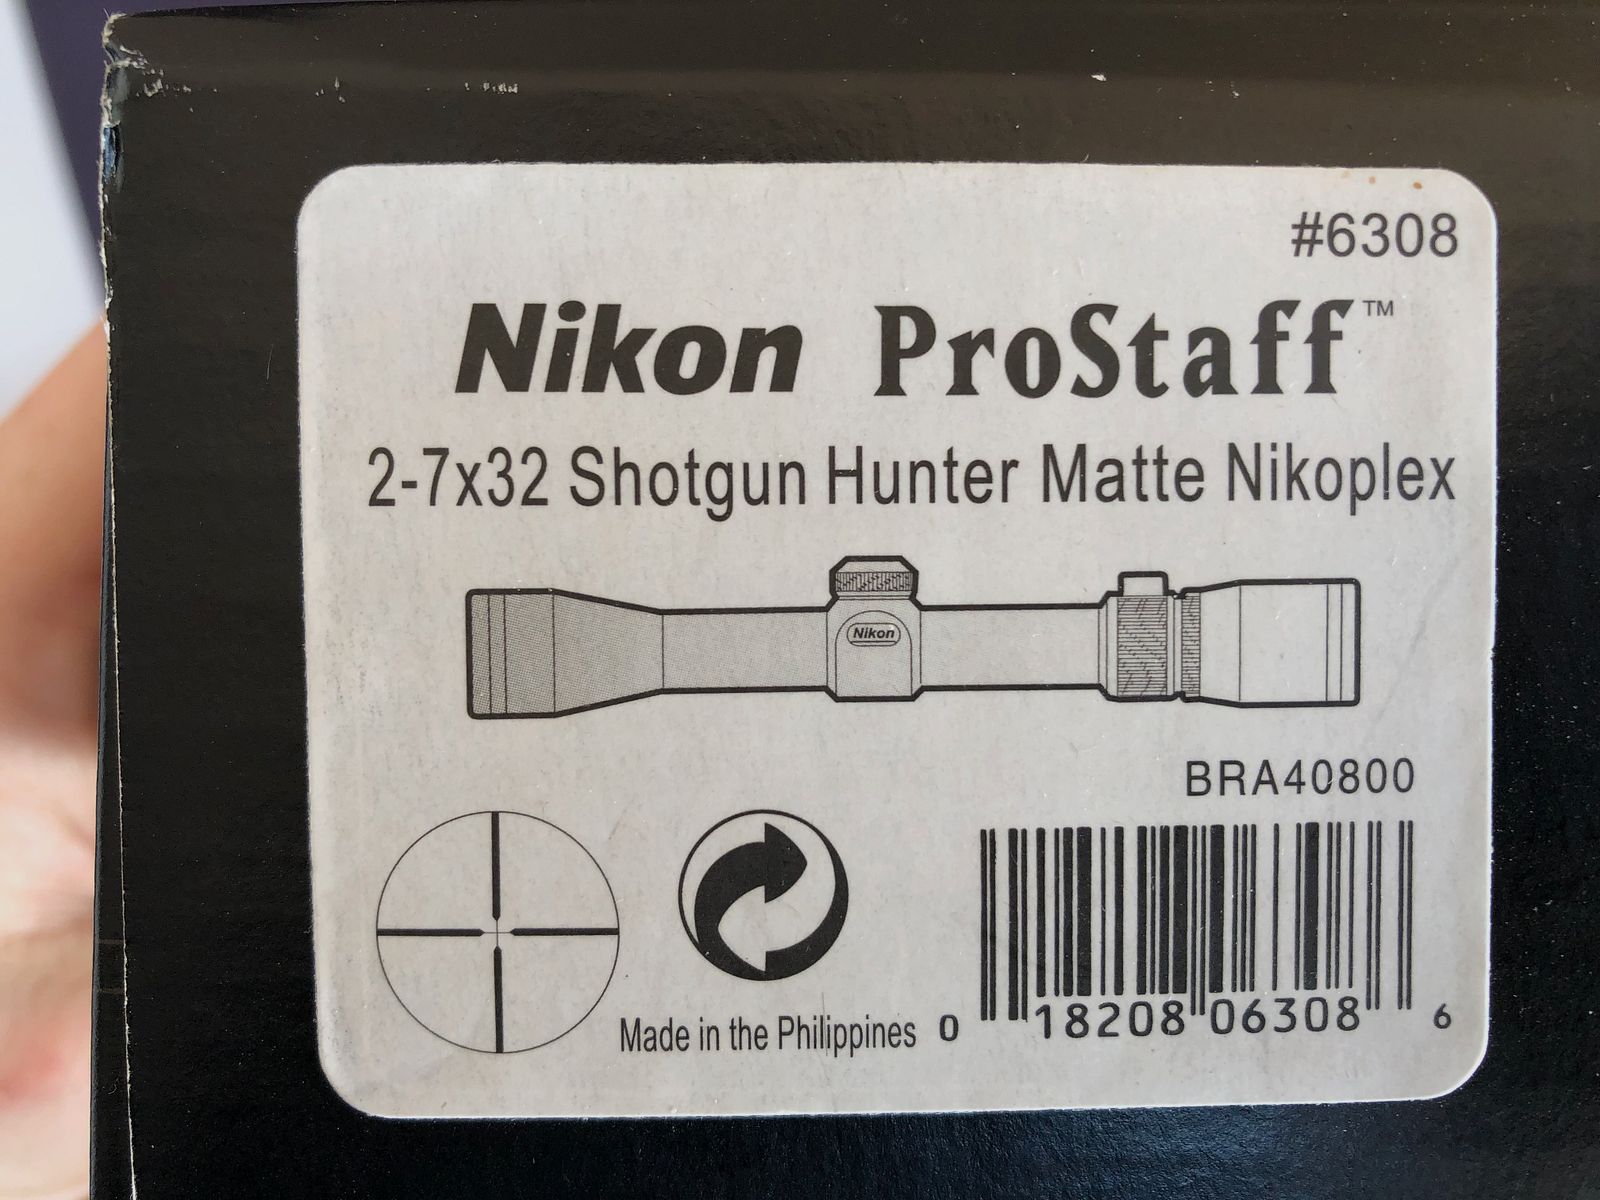 #6308
Nikon ProStaff™
2-7x32 Shotgun Hunter Matte Nikoplex
Nikon
BRA40800
Made in the Philippines
0 18208 06308 6